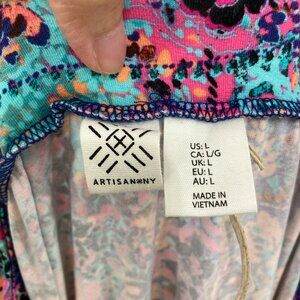 ARTISAN NY
US: L
CA: L/G
UK: L
EU: L
AU: L
MADE IN
VIETNAM